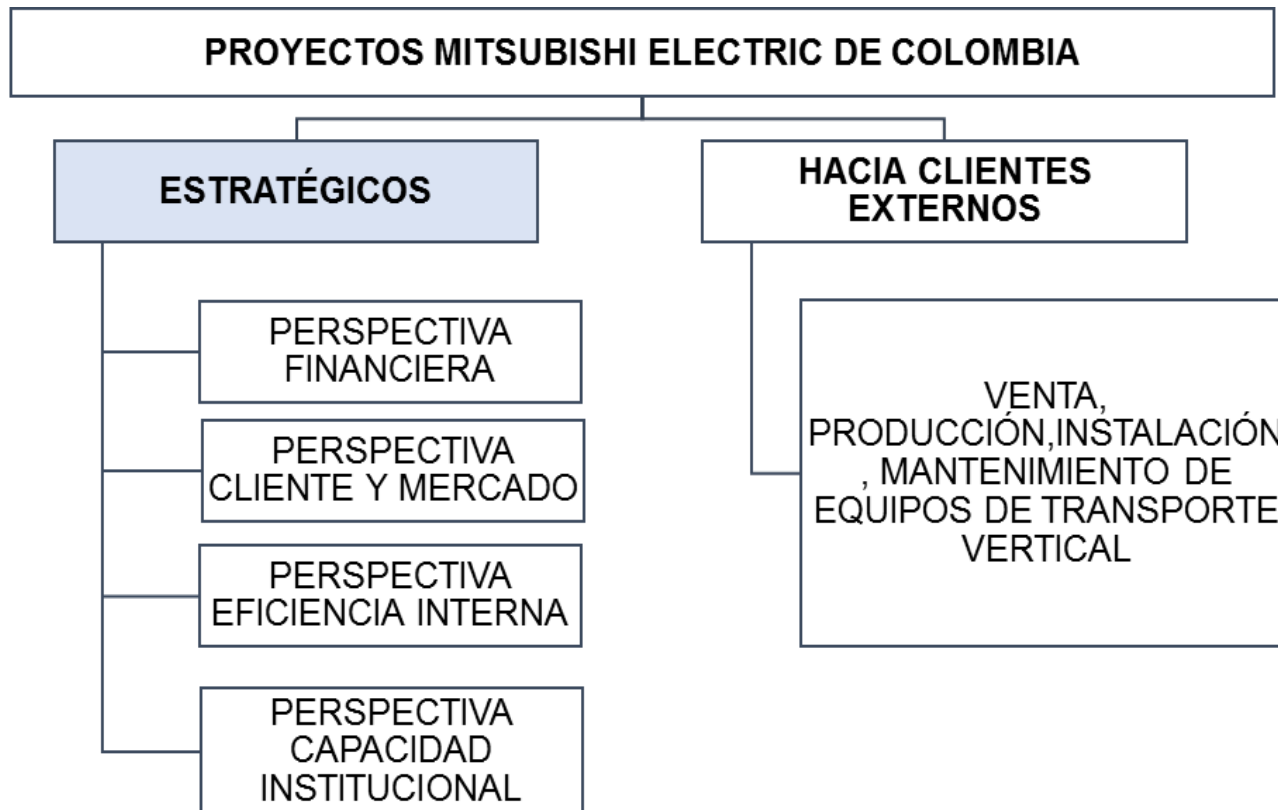 PROYECTOS MITSUBISHI ELECTRIC DE COLOMBIA
ESTRATÉGICOS
HACIA CLIENTES
EXTERNOS
PERSPECTIVA
FINANCIERA
PERSPECTIVA
CLIENTE Y MERCADO
PERSPECTIVA
EFICIENCIA INTERNA
PERSPECTIVA
CAPACIDAD
INSTITUCIONAL
VENTA,
PRODUCCIÓN,INSTALACIÓN
, MANTENIMIENTO DE
EQUIPOS DE TRANSPORTE
VERTICAL